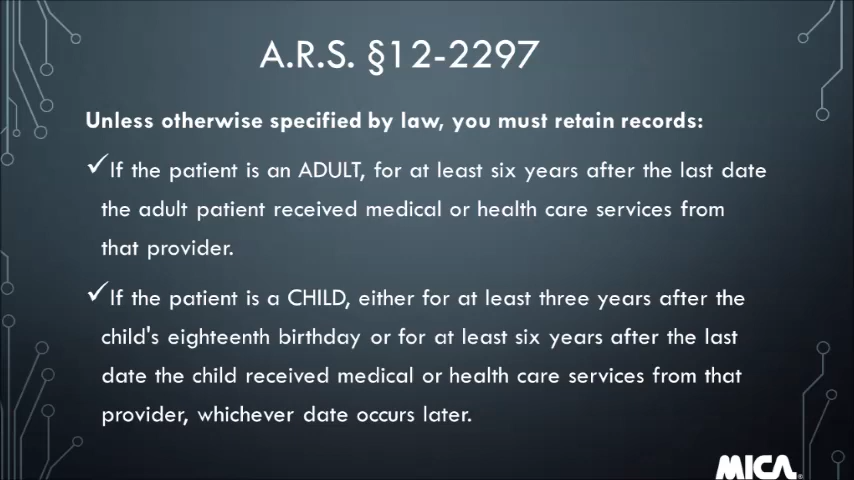 A.R.S. §12-2297
Unless otherwise specified by law, you must retain records:
✓If the patient is an ADULT, for at least six years after the last date
the adult patient received medical or health care services from
that provider.
✓If the patient is a CHILD, either for at least three years after the
child's eighteenth birthday or for at least six years after the last
date the child received medical or health care services from that
provider, whichever date occurs later.
MICA®